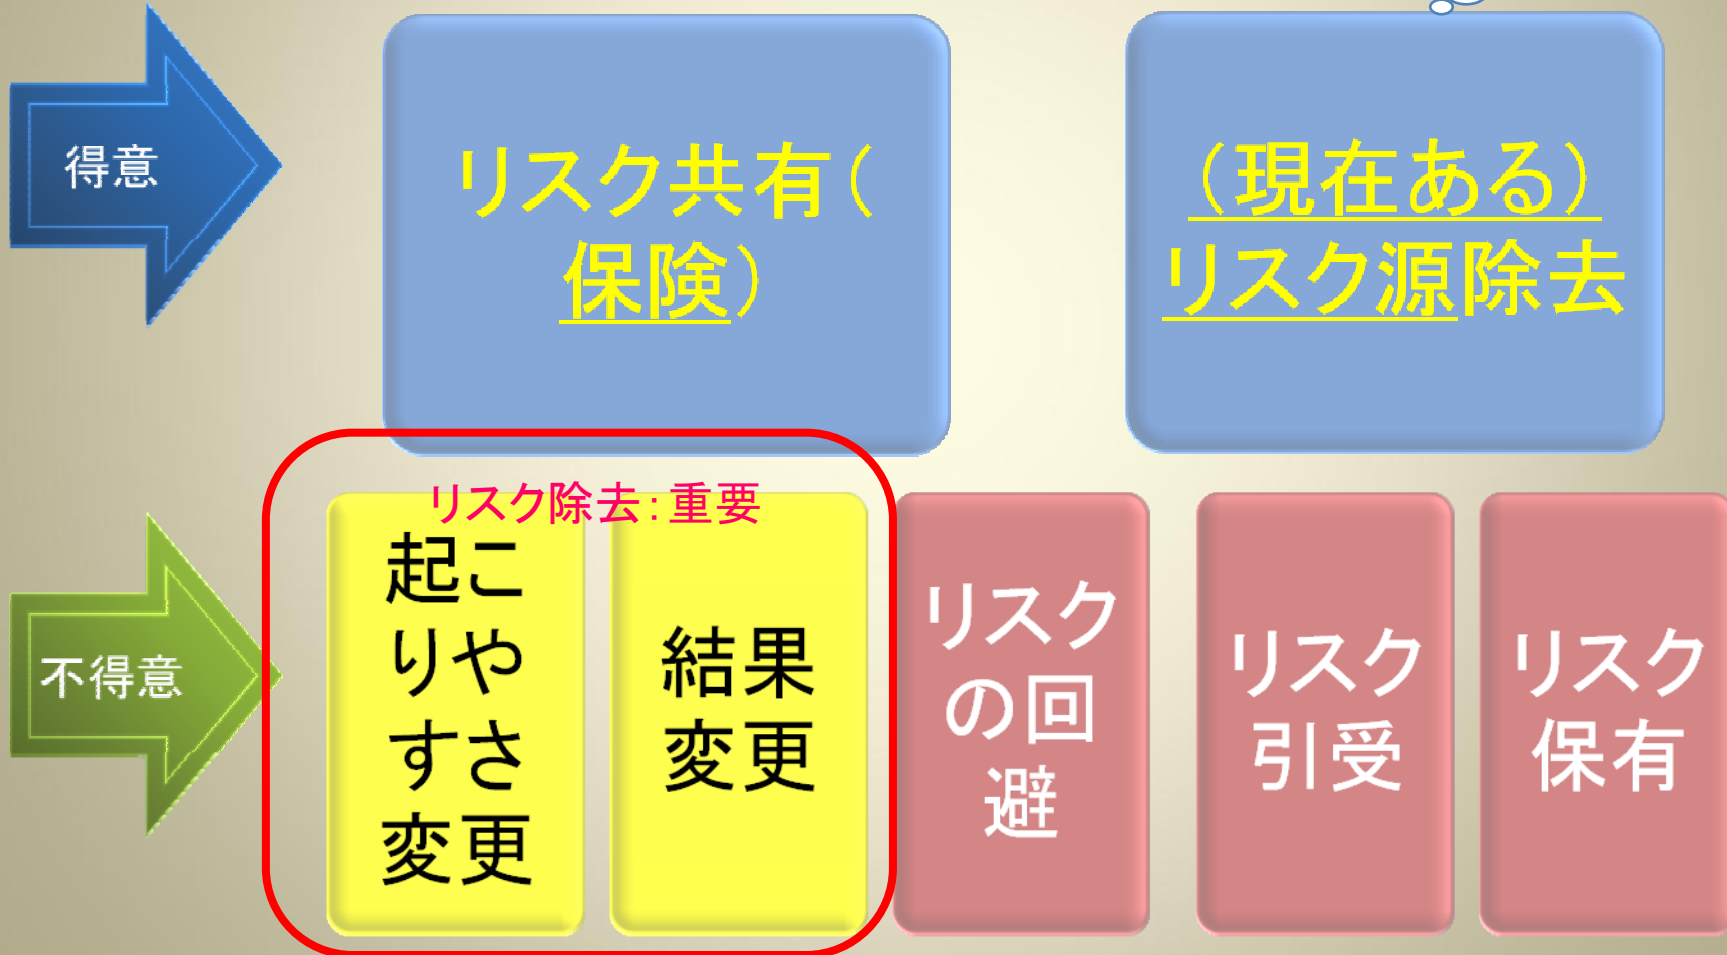 得意
リスク共有(
保険)
(現在ある)
リスク源除去
リスク除去:重要
不得意
起こ
りや
すさ
変更
結果
変更
リスク
の回
避
リスク
引受
リスク
保有